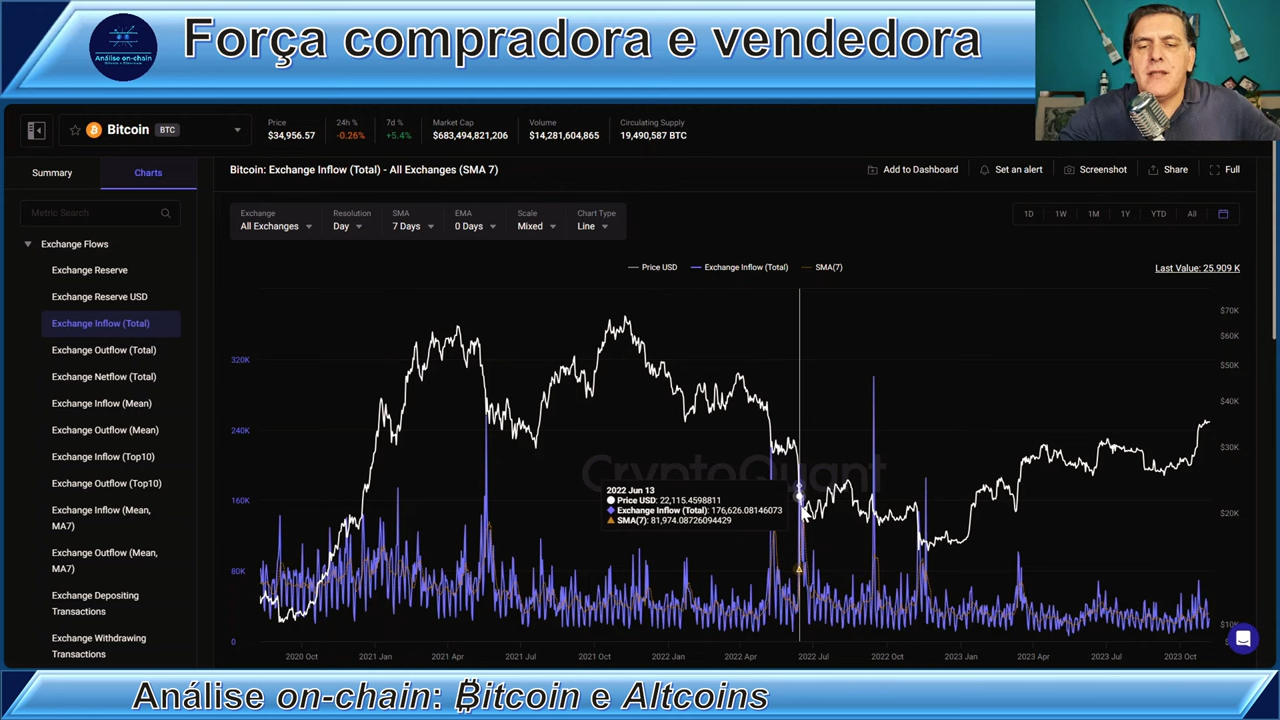 Força compradora e vendedora
Análise on-chain
Bitcoin BTC
Price
$34,956.57
24h %
-0.26%
7d %
+5.4%
Market Cap
$683,494,821,206
Volume
$14,281,604,865
Circulating Supply
19,490,587 BTC
Summary
Charts
Metric Search
Exchange Flows
Exchange Reserve
Exchange Reserve USD
Exchange Inflow (Total)
Exchange Outflow (Total)
Exchange Netflow (Total)
Exchange Inflow (Mean)
Exchange Outflow (Mean)
Exchange Inflow (Top10)
Exchange Outflow (Top10)
Exchange Inflow (Mean,
MA7)
Exchange Outflow (Mean,
MA7)
Exchange Depositing
Transactions
Exchange Withdrawing
Transactions
Bitcoin: Exchange Inflow (Total) - All Exchanges (SMA 7)
Add to Dashboard
Set an alert
Screenshot
Share
Full
Exchange
All Exchanges
Resolution
Day
SMA
7 Days
EMA
0 Days
Scale
Mixed
Chart Type
Line
1D 1W 1M 1Y YTD All
Price USD Exchange Inflow (Total) SMA(7)
Last Value: 25.909 K
320K
240K
160K
80K
0
$70K
$60K
$50K
$40K
$30K
$20K
$10K
CryptoQuant
2022 Jun 13
Price USD: 22,115.4598811
Exchange Inflow (Total): 176,626.08146073
SMA(7): 81,974.08726094429
2020 Oct 2021 Jan 2021 Apr 2021 Jul 2021 Oct 2022 Jan 2022 Apr 2022 Jul 2022 Oct 2023 Jan 2023 Apr 2023 Jul 2023 Oct
Análise on-chain: ₿itcoin e Altcoins